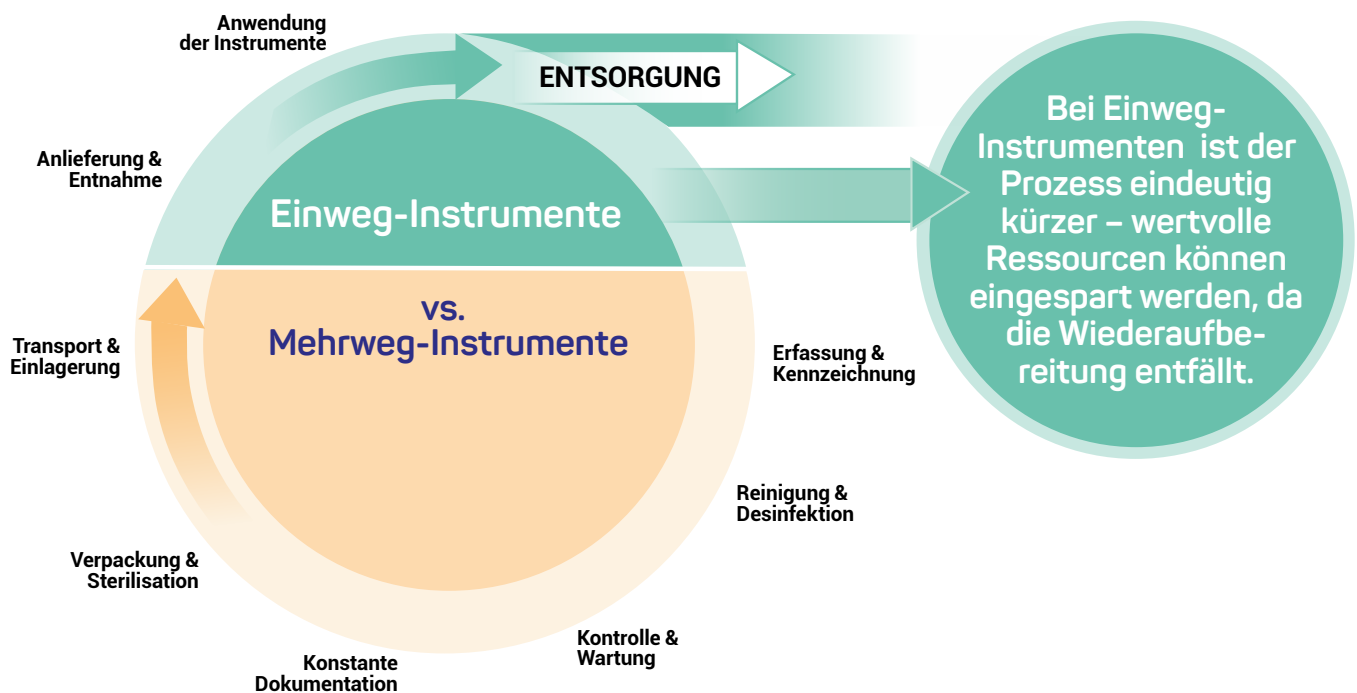 Anwendung
der Instrumente
ENTSORGUNG
Anlieferung &
Entnahme
Einweg-Instrumente
vs.
Mehrweg-Instrumente
Bei Einweg-
Instrumenten ist der
Prozess eindeutig
kürzer – wertvolle
Ressourcen können
eingespart werden, da
die Wiederaufbe-
reitung entfällt.
Transport &
Einlagerung
Erfassung &
Kennzeichnung
Reinigung &
Desinfektion
Verpackung &
Sterilisation
Kontrolle &
Wartung
Konstante
Dokumentation